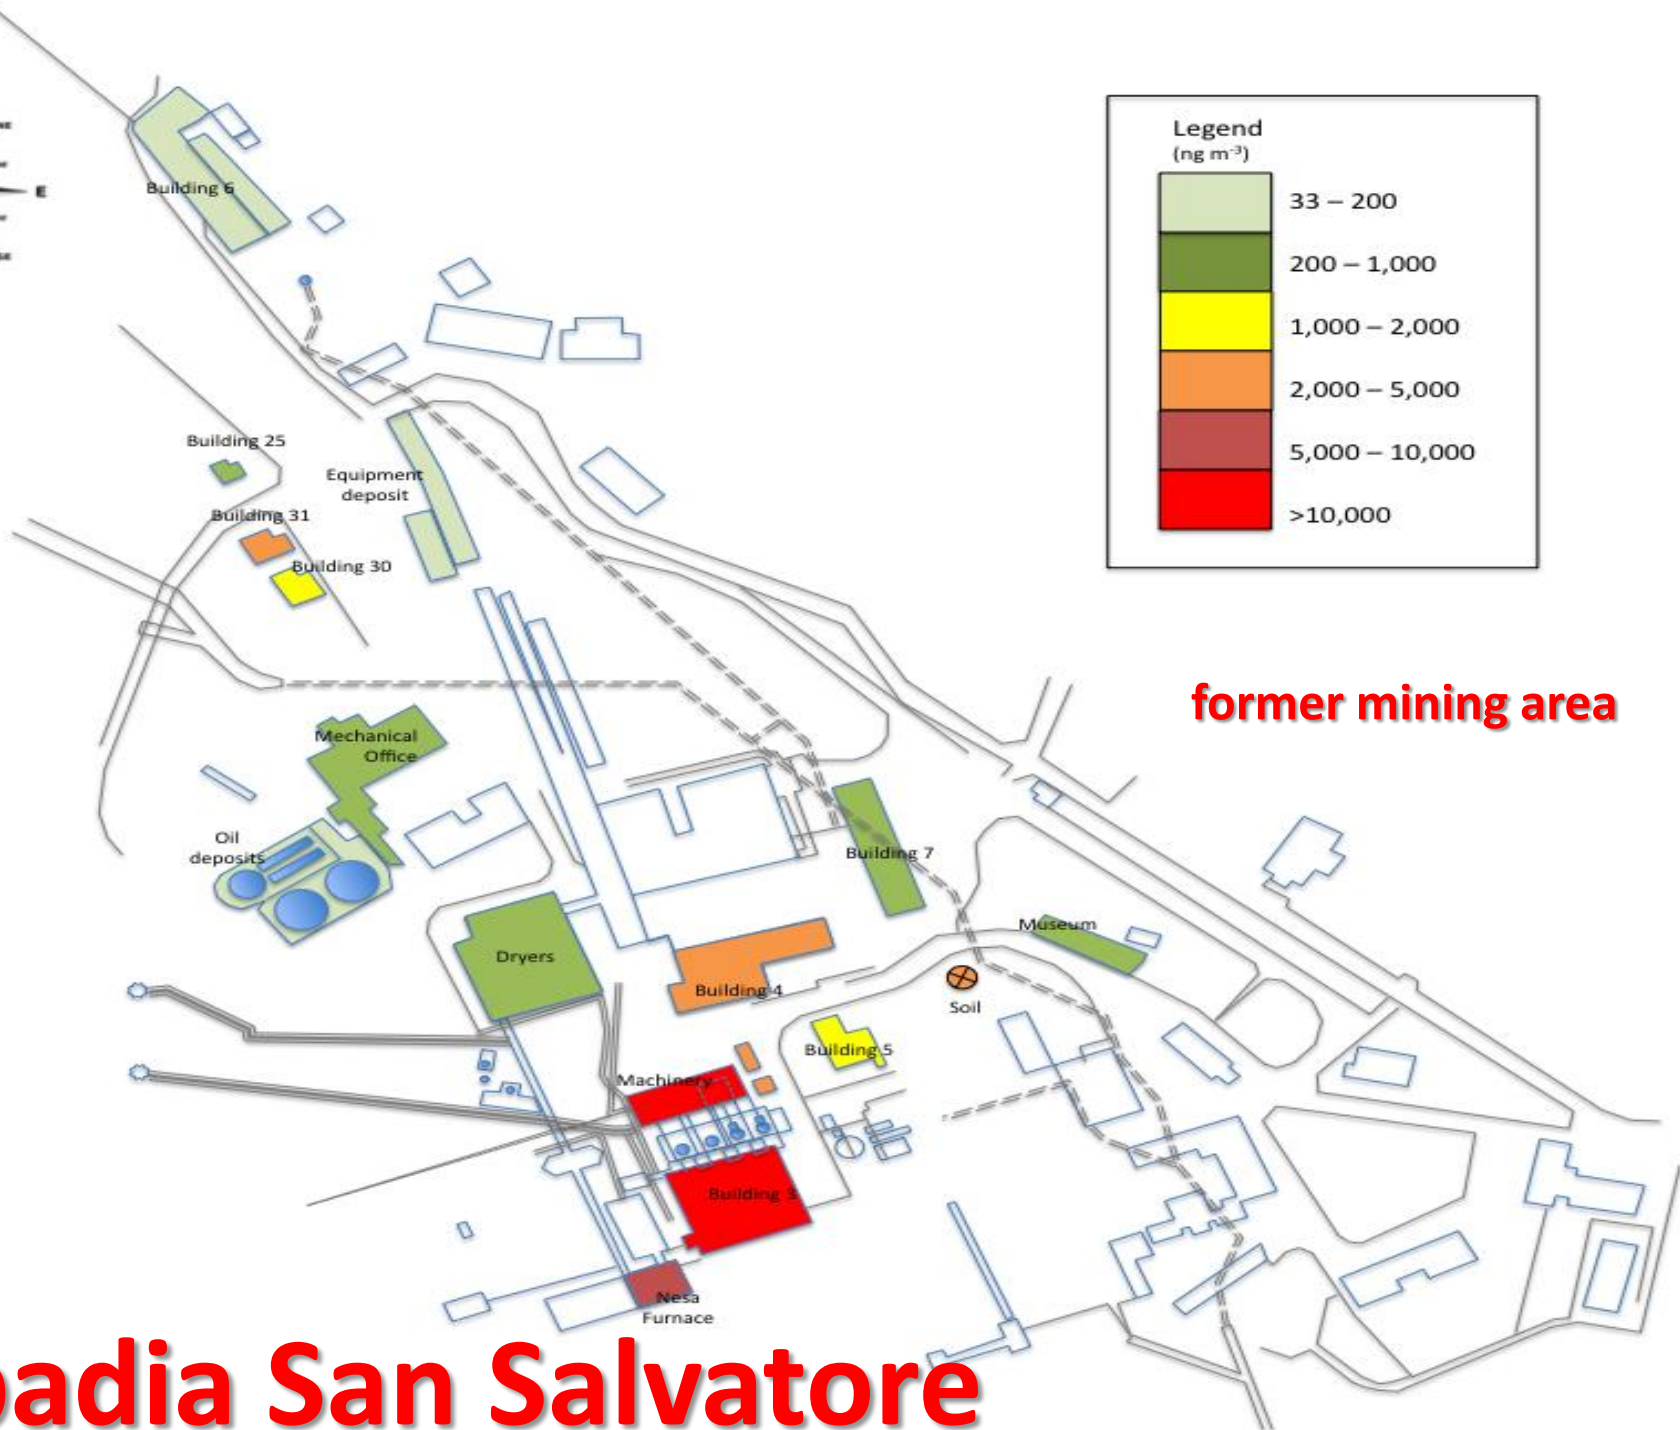 E
Legend
(ng m⁻³)
33 – 200
200 – 1,000
1,000 – 2,000
2,000 – 5,000
5,000 – 10,000
>10,000
Building 6
Building 25
Equipment
deposit
Building 31
Building 30
former mining area
Mechanical
Office
Oil
deposits
Building 7
Museum
Dryers
Building 4
Soil
Building 5
Machinery
Building 3
Nesa
Furnace
badia San Salvatore